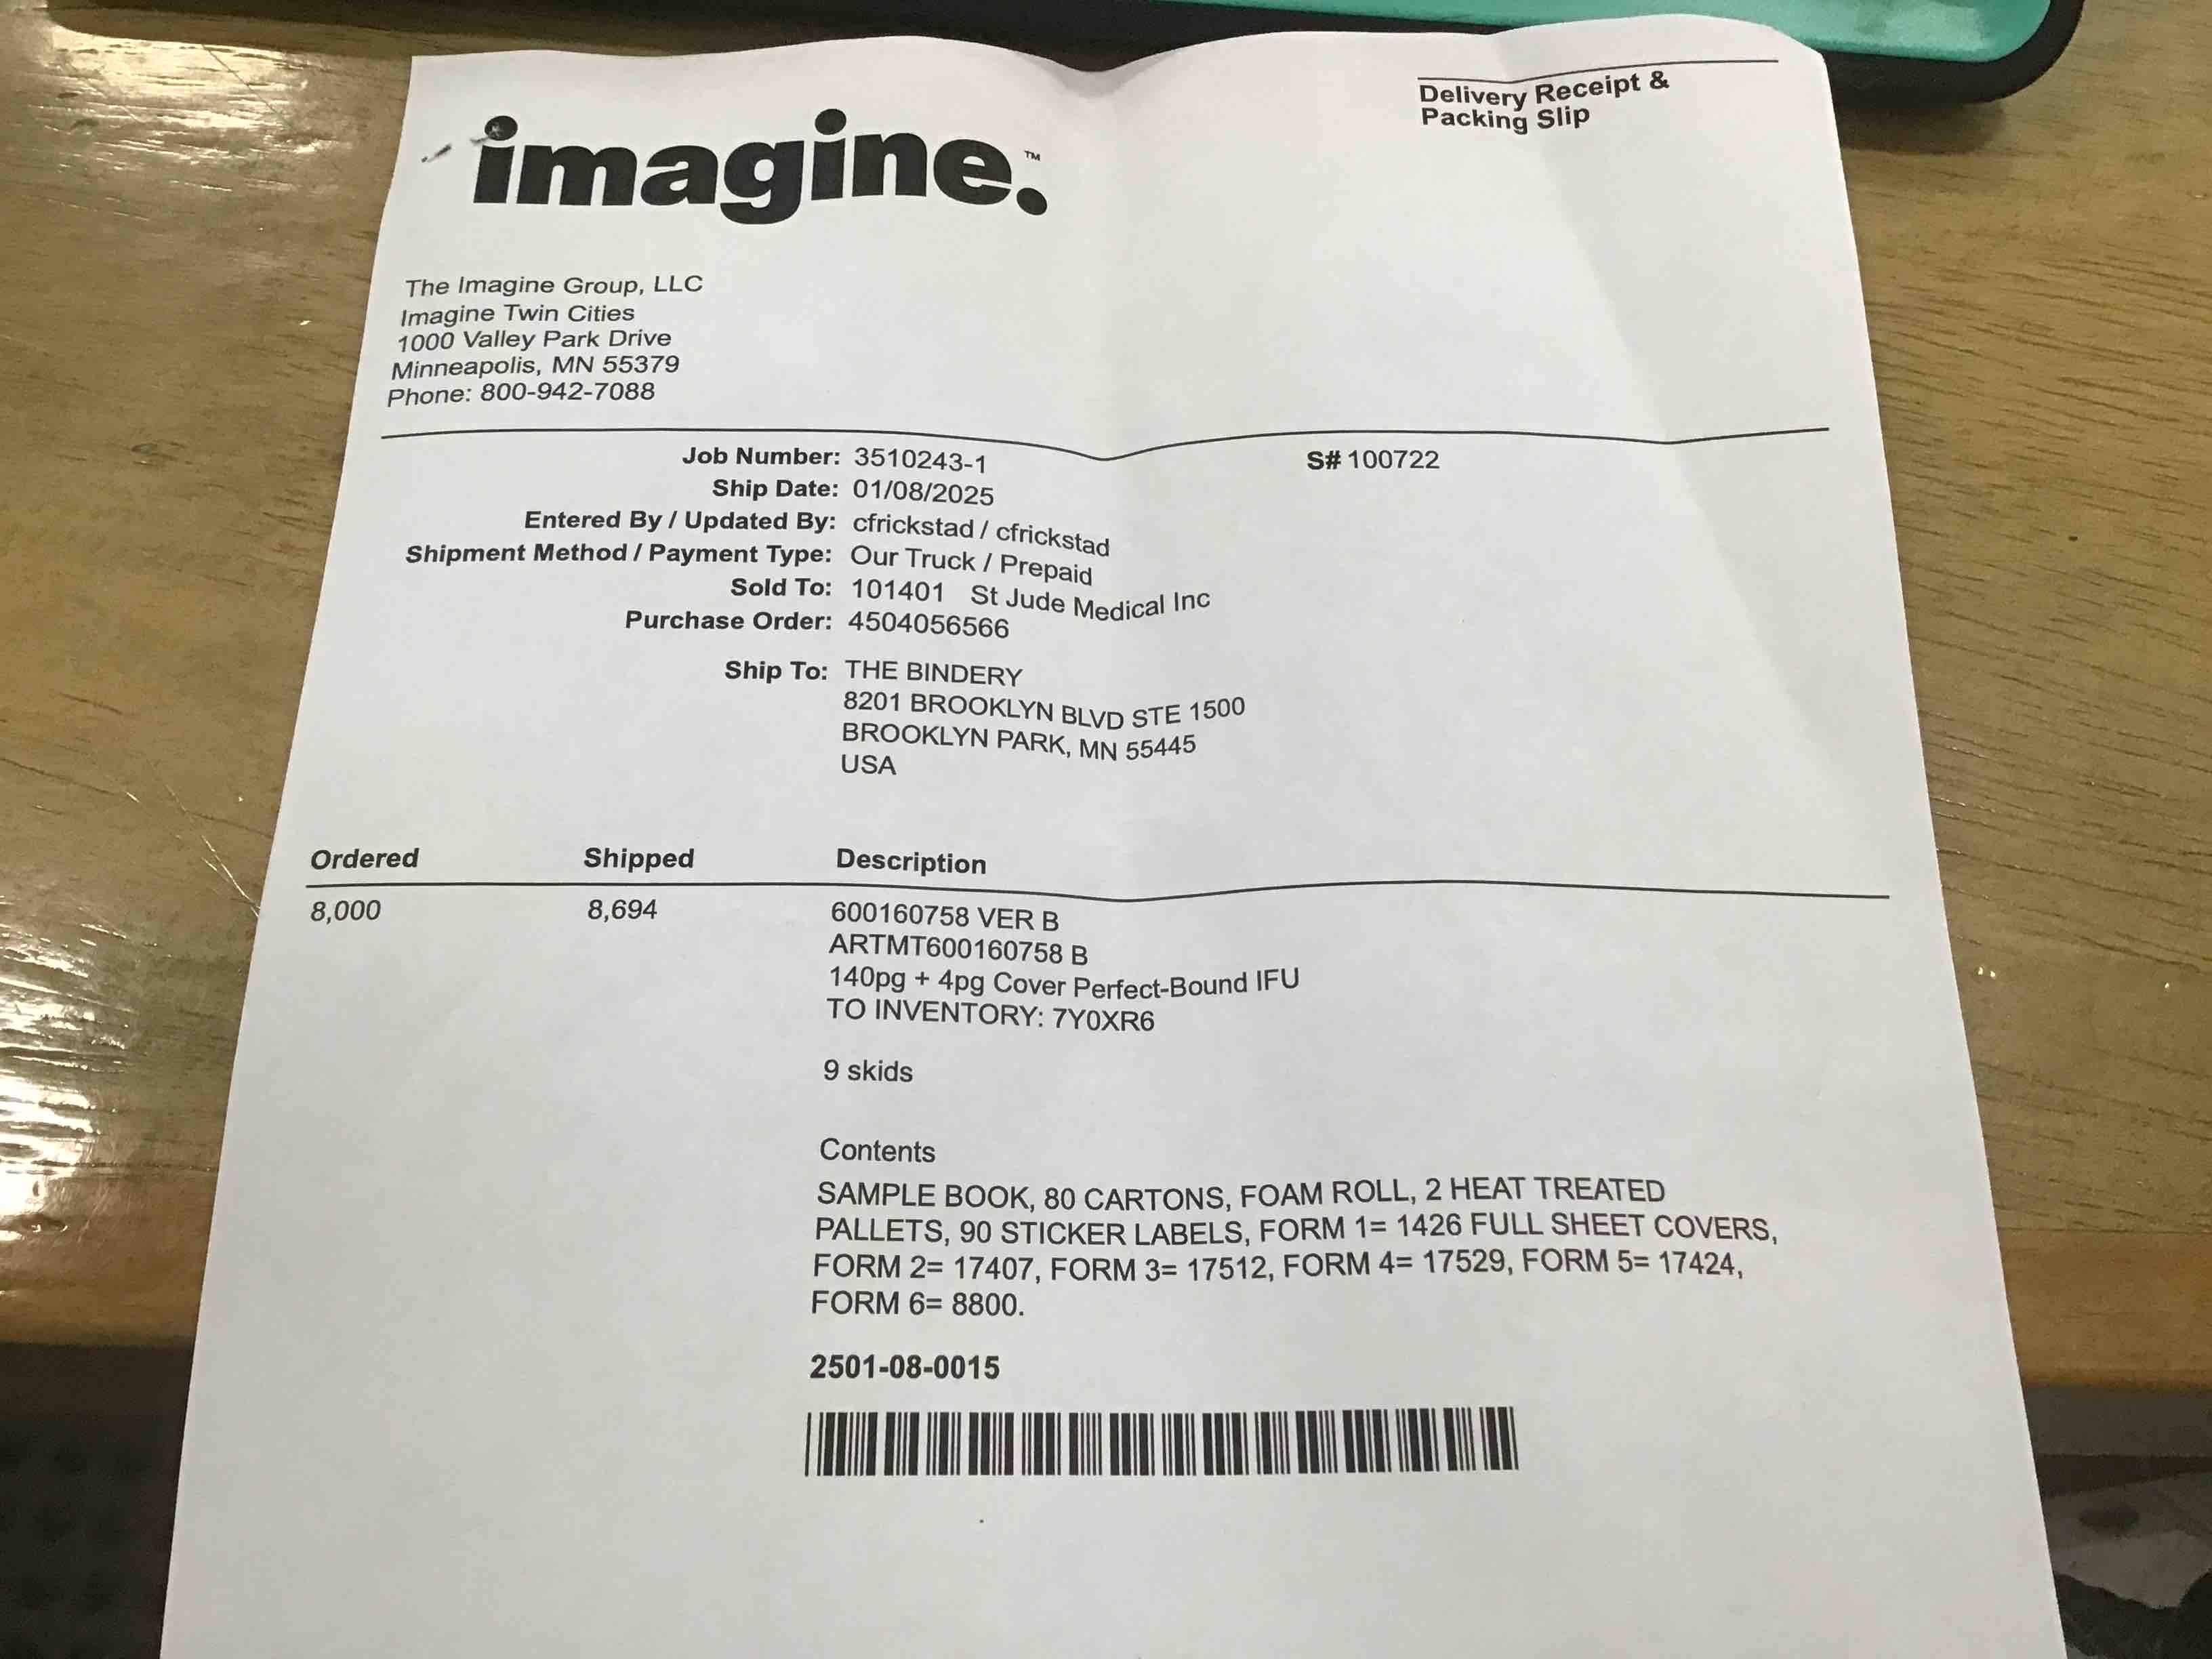 Delivery Receipt &
Packing Slip
imagine.™
The Imagine Group, LLC
Imagine Twin Cities
1000 Valley Park Drive
Minneapolis, MN 55379
Phone: 800-942-7088
Job Number: 3510243-1 S# 100722
Ship Date: 01/08/2025
Entered By / Updated By: cfrickstad / cfrickstad
Shipment Method / Payment Type: Our Truck / Prepaid
Sold To: 101401 St Jude Medical Inc
Purchase Order: 4504056566
Ship To: THE BINDERY
8201 BROOKLYN BLVD STE 1500
BROOKLYN PARK, MN 55445
USA
Ordered Shipped Description
8,000 8,694 600160758 VER B
ARTMT600160758 B
140pg + 4pg Cover Perfect-Bound IFU
TO INVENTORY: 7Y0XR6
9 skids
Contents
SAMPLE BOOK, 80 CARTONS, FOAM ROLL, 2 HEAT TREATED
PALLETS, 90 STICKER LABELS, FORM 1= 1426 FULL SHEET COVERS,
FORM 2= 17407, FORM 3= 17512, FORM 4= 17529, FORM 5= 17424,
FORM 6= 8800.
2501-08-0015